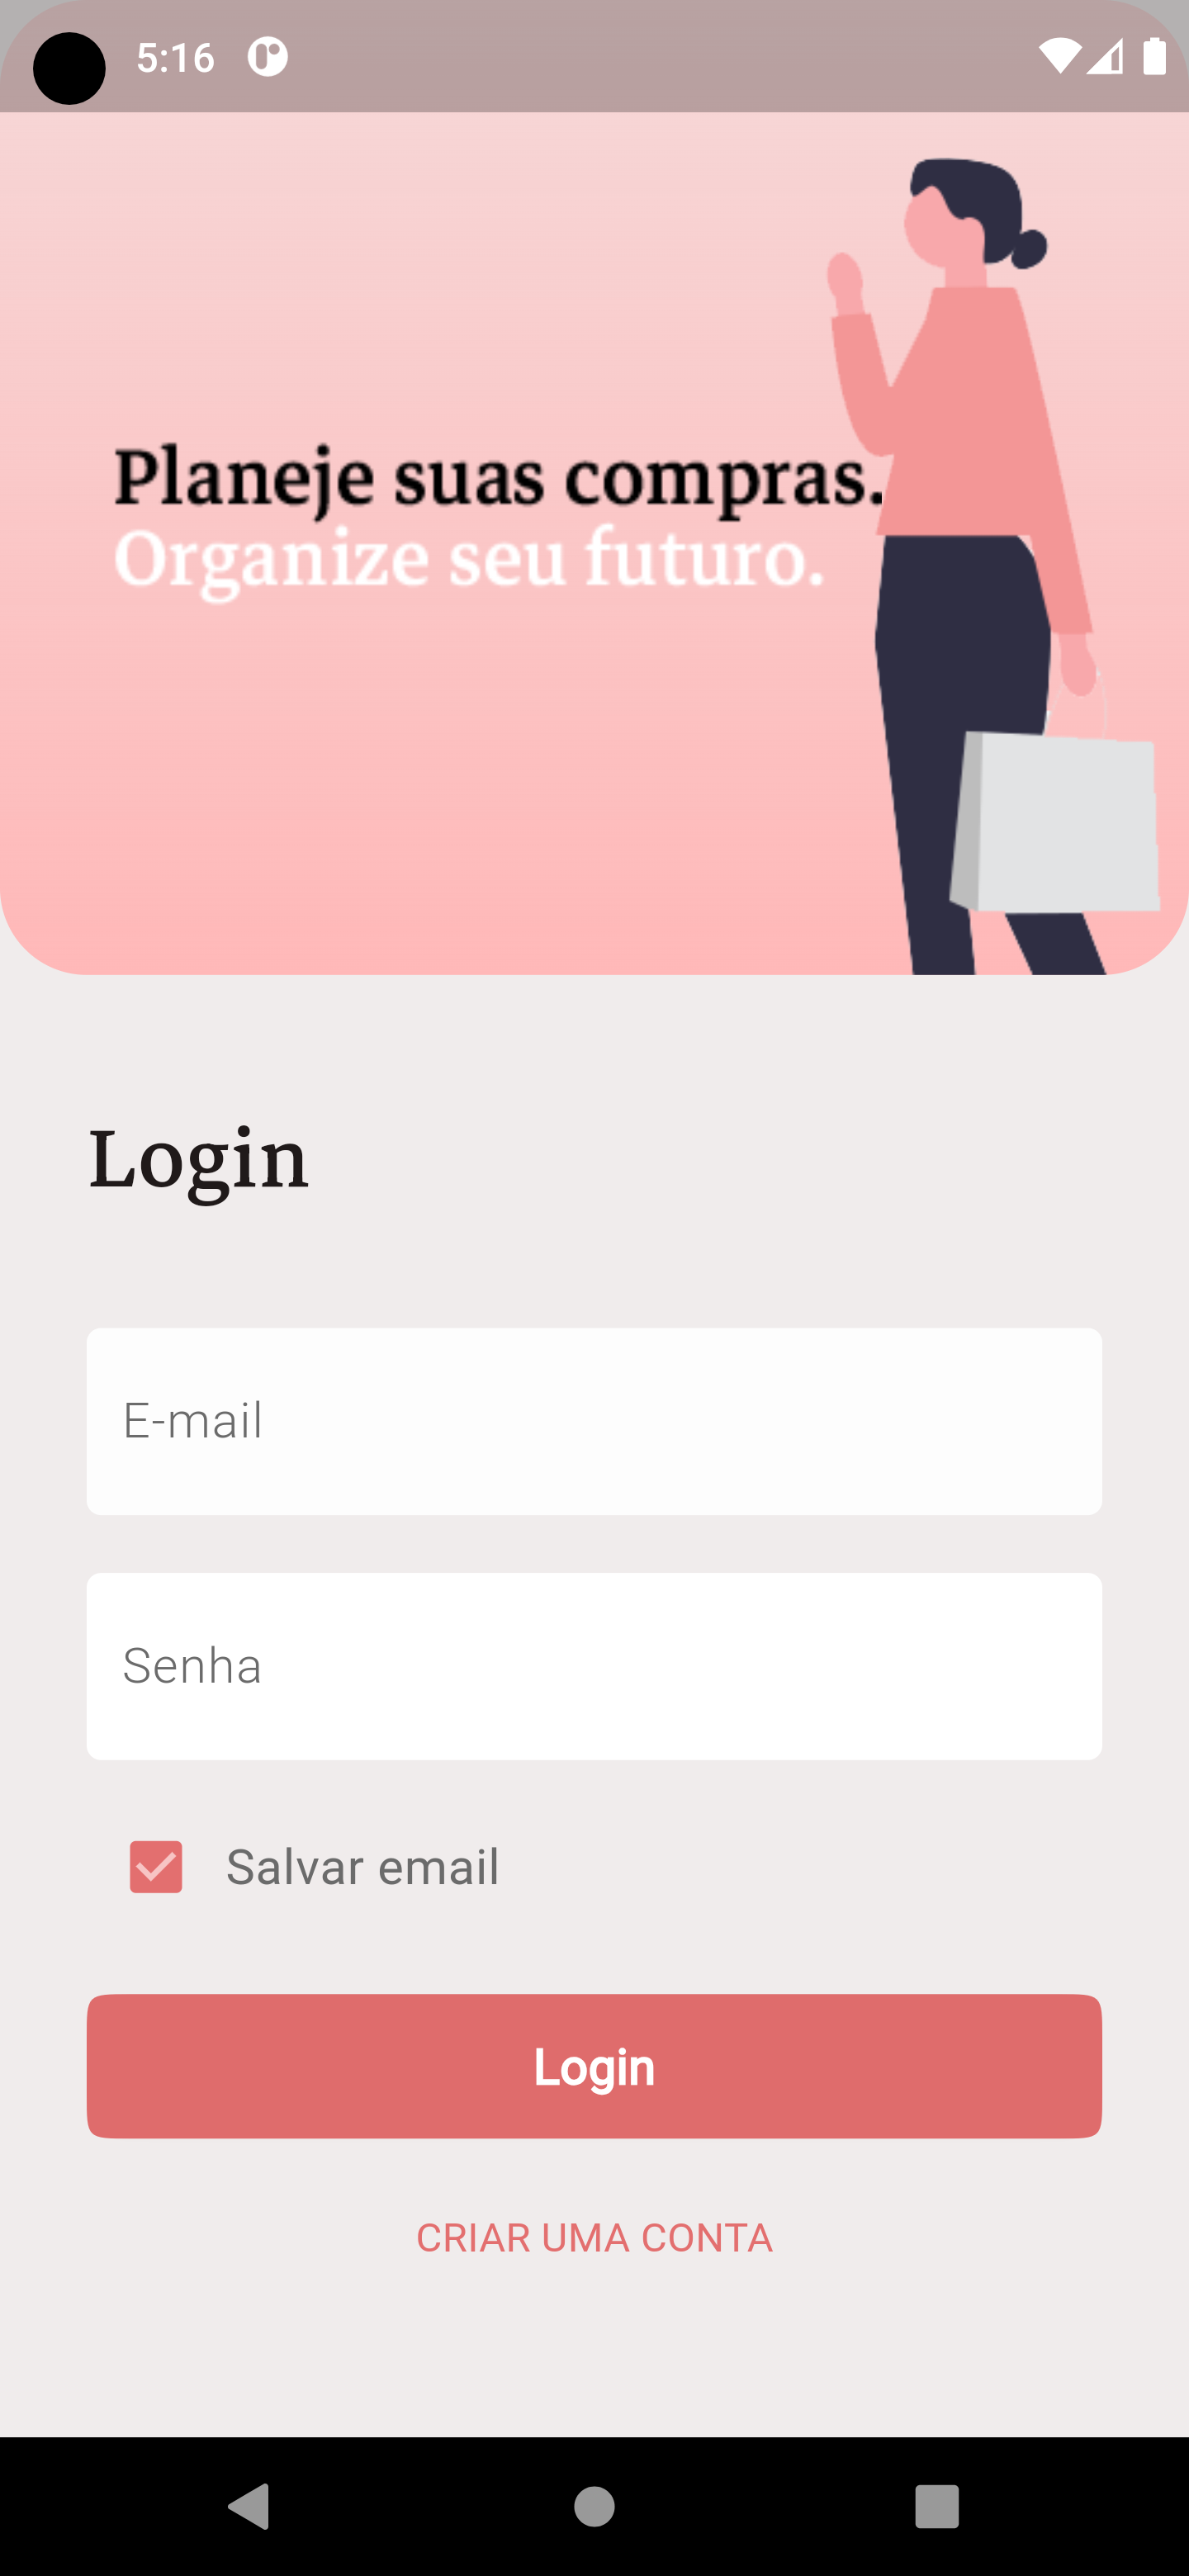 5:16
Planeje suas compras.
Organize seu futuro.
Login
E-mail
Senha
Salvar email
Login
CRIAR UMA CONTA